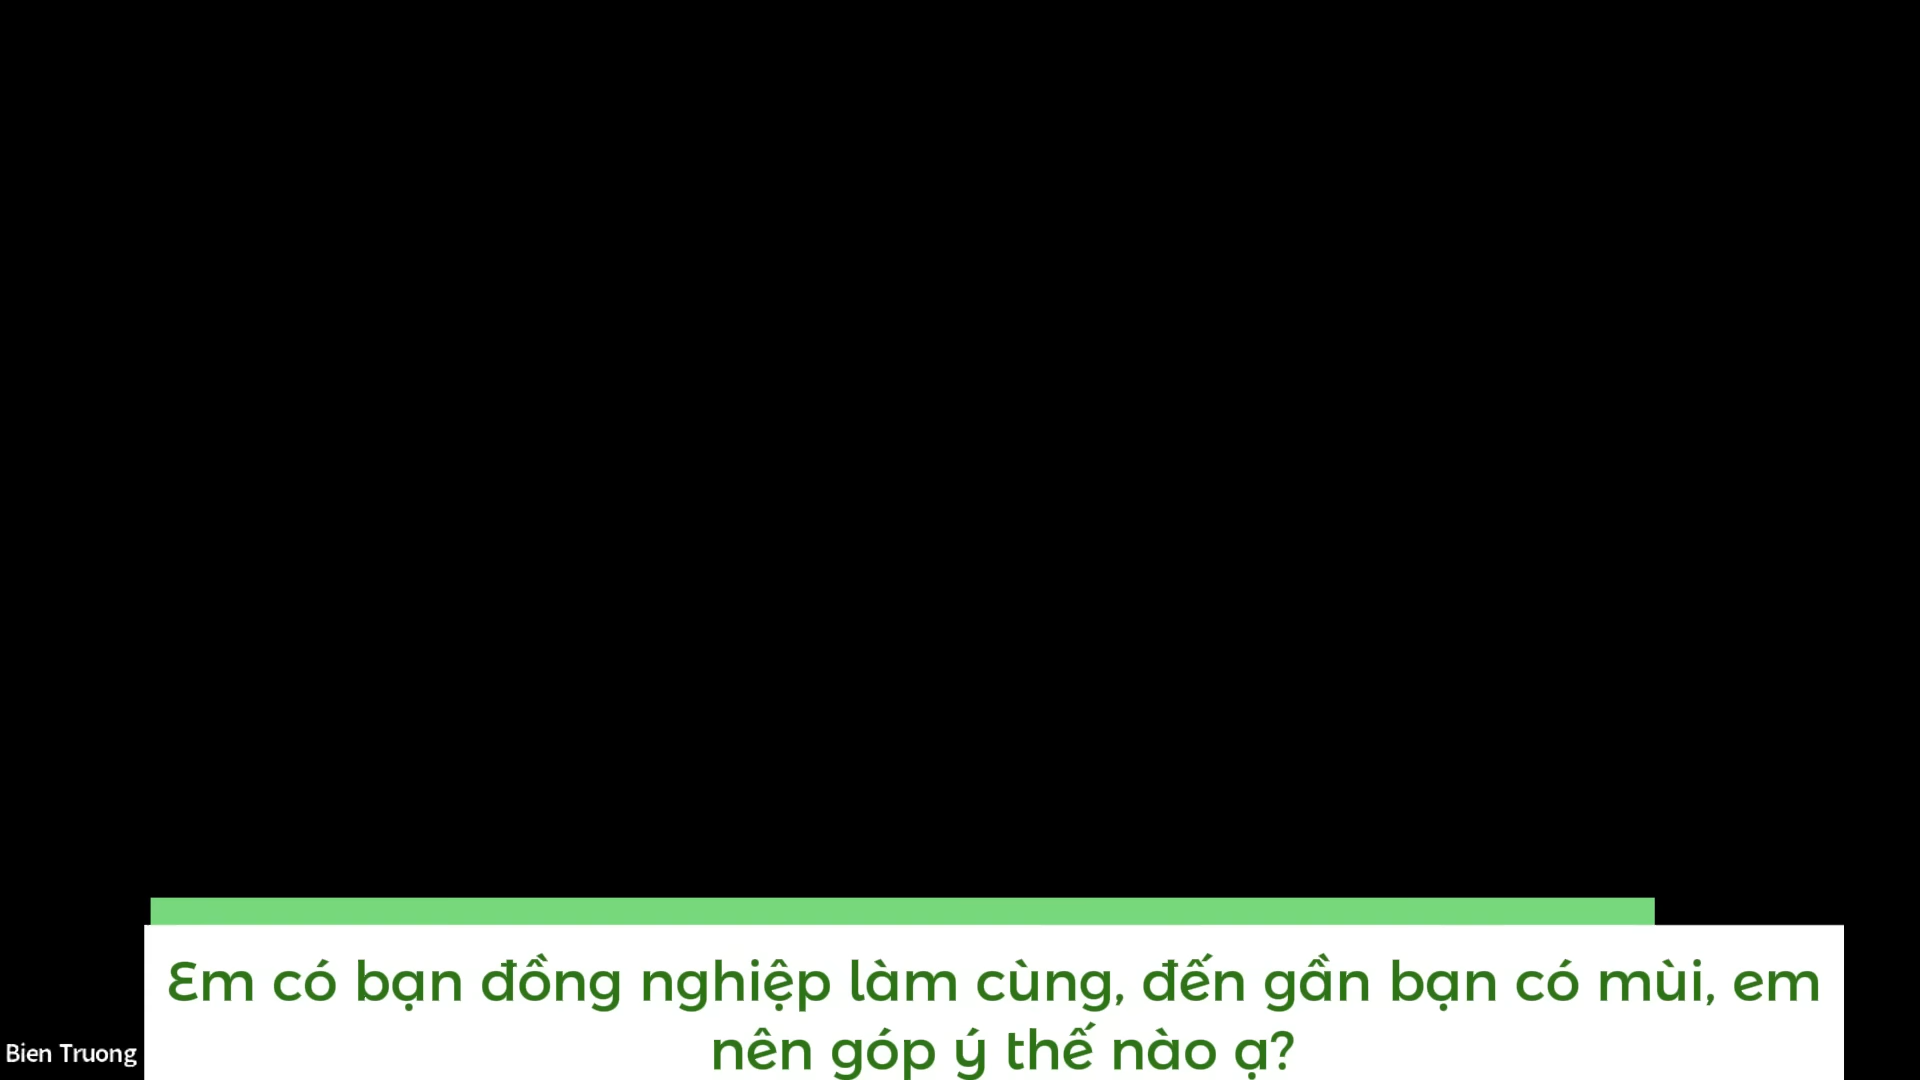 Em có bạn đồng nghiệp làm cùng, đến gần bạn có mùi, em
nên góp ý thế nào ạ?
Bien Truong